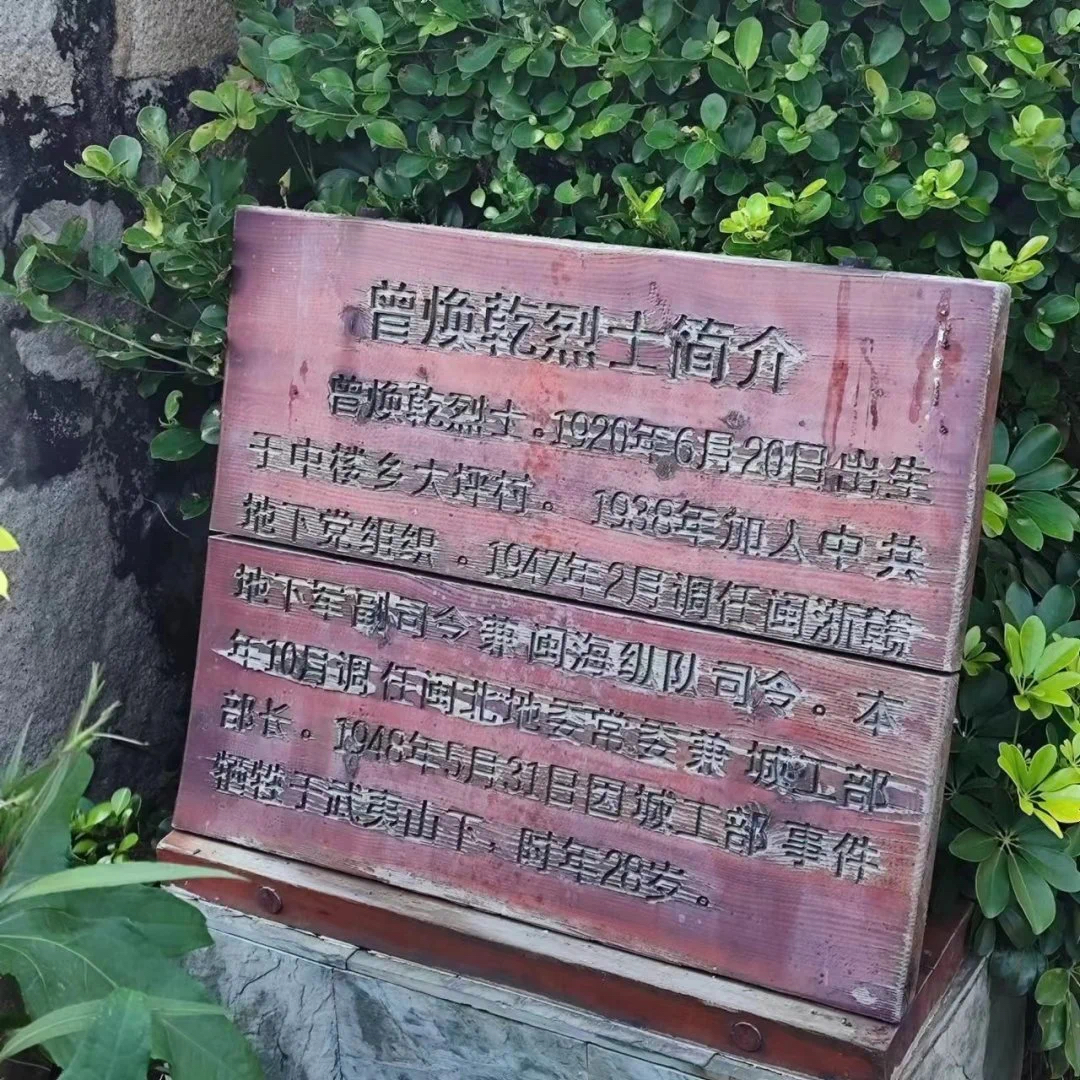 曾焕乾烈士简介
曾焕乾烈士。1920年6月20日出生
于中楼乡大坪村。1938年加入中共
地下党组织。1947年2月调任闽浙赣
地下军副司令兼闽海纵队司令。本
年10月调任闽北地委常委兼城工部
部长。1948年5月31日因城工部事件
牺牲于武夷山下，时年28岁。